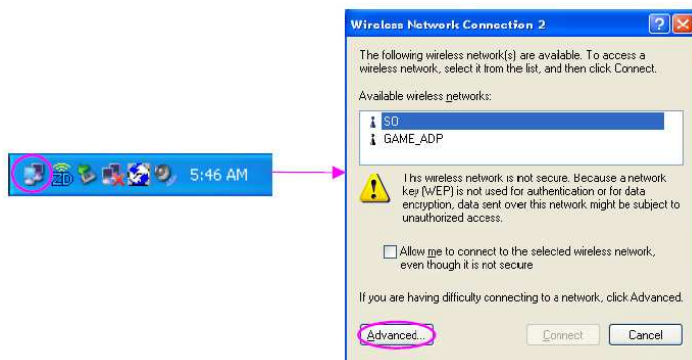 Wireless Network Connection 2
The following wireless network(s) are available. To access a
wireless network, select it from the list, and then click Connect.
Available wireless networks:
SO
GAME_ADP
ZD
5:46 AM
This wireless network is not secure. Because a network
key (WEP) is not used for authentication or for data
encryption, data sent over this network might be subject to
unauthorized access.
Allow me to connect to the selected wireless network,
even though it is not secure
If you are having difficulty connecting to a network, click Advanced.
Advanced...
Connect
Cancel